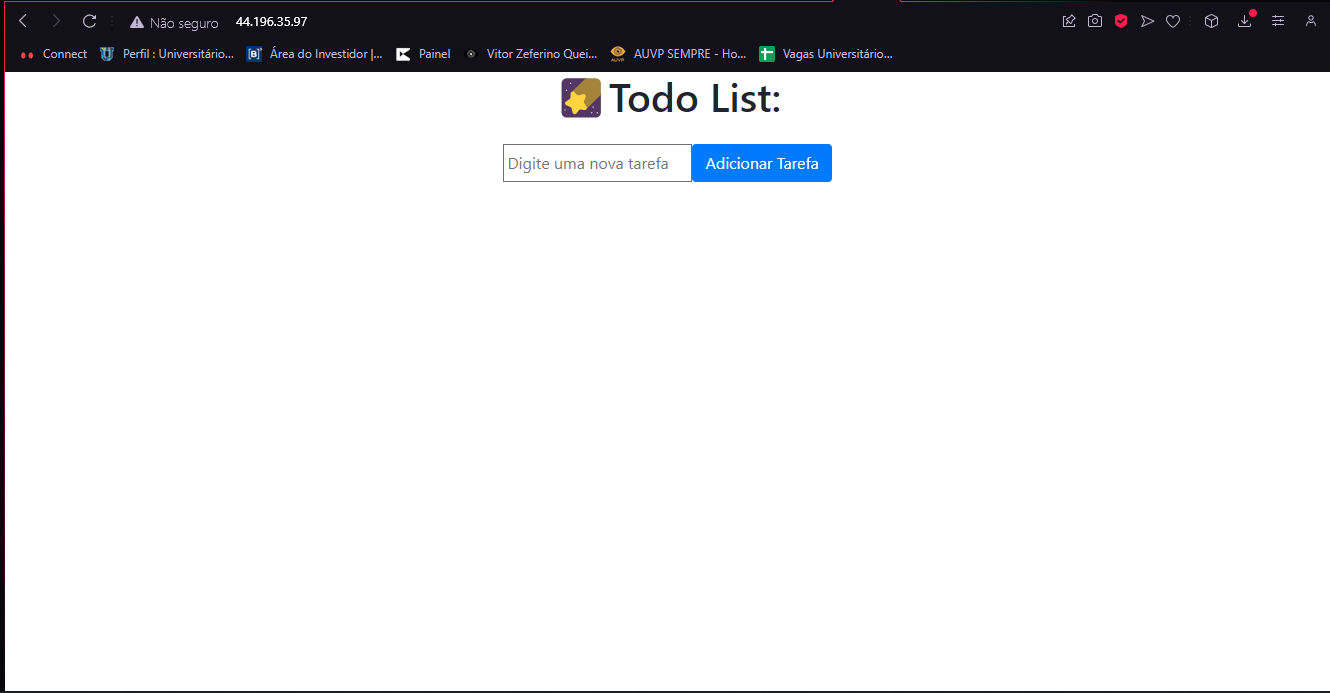 Não seguro 44.196.35.97
Connect Perfil : Universitário... Área do Investidor |... Painel Vitor Zeferino Quei... AUVP SEMPRE - Ho... Vagas Universitário...
Todo List:
Digite uma nova tarefa Adicionar Tarefa